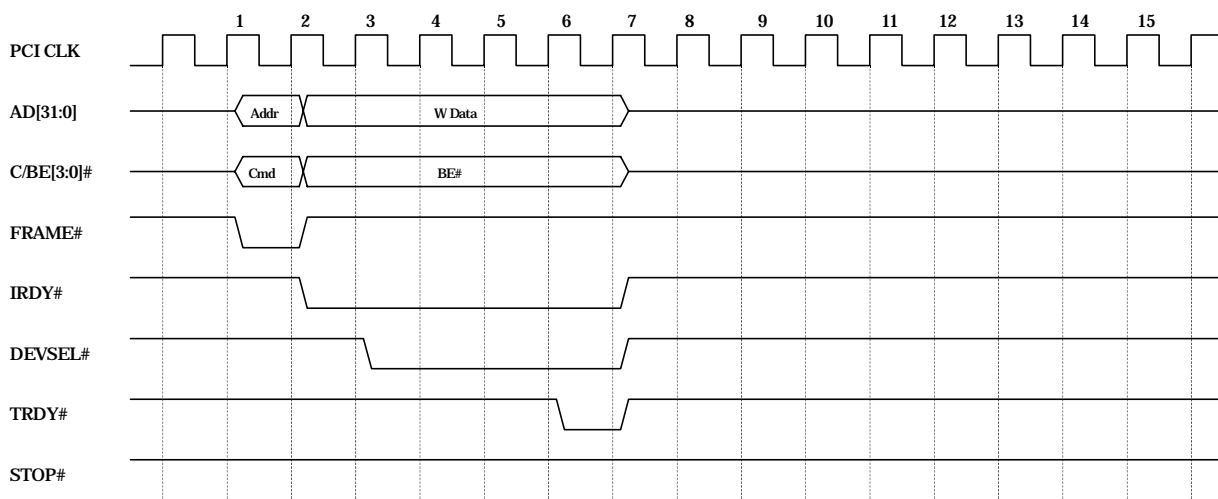 1 2 3 4 5 6 7 8 9 10 11 12 13 14 15
PCI CLK
AD[31:0] Addr W Data
C/BE[3:0]# Cmd BE#
FRAME#
IRDY#
DEVSEL#
TRDY#
STOP#